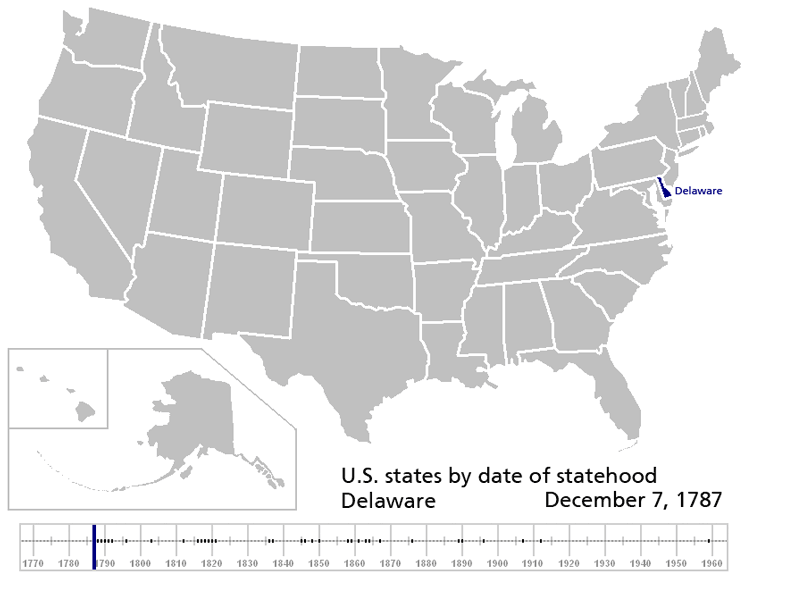 Delaware
U.S. states by date of statehood
Delaware December 7, 1787
1770 1780 1790 1800 1810 1820 1830 1840 1850 1860 1870 1880 1890 1900 1910 1920 1930 1940 1950 1960